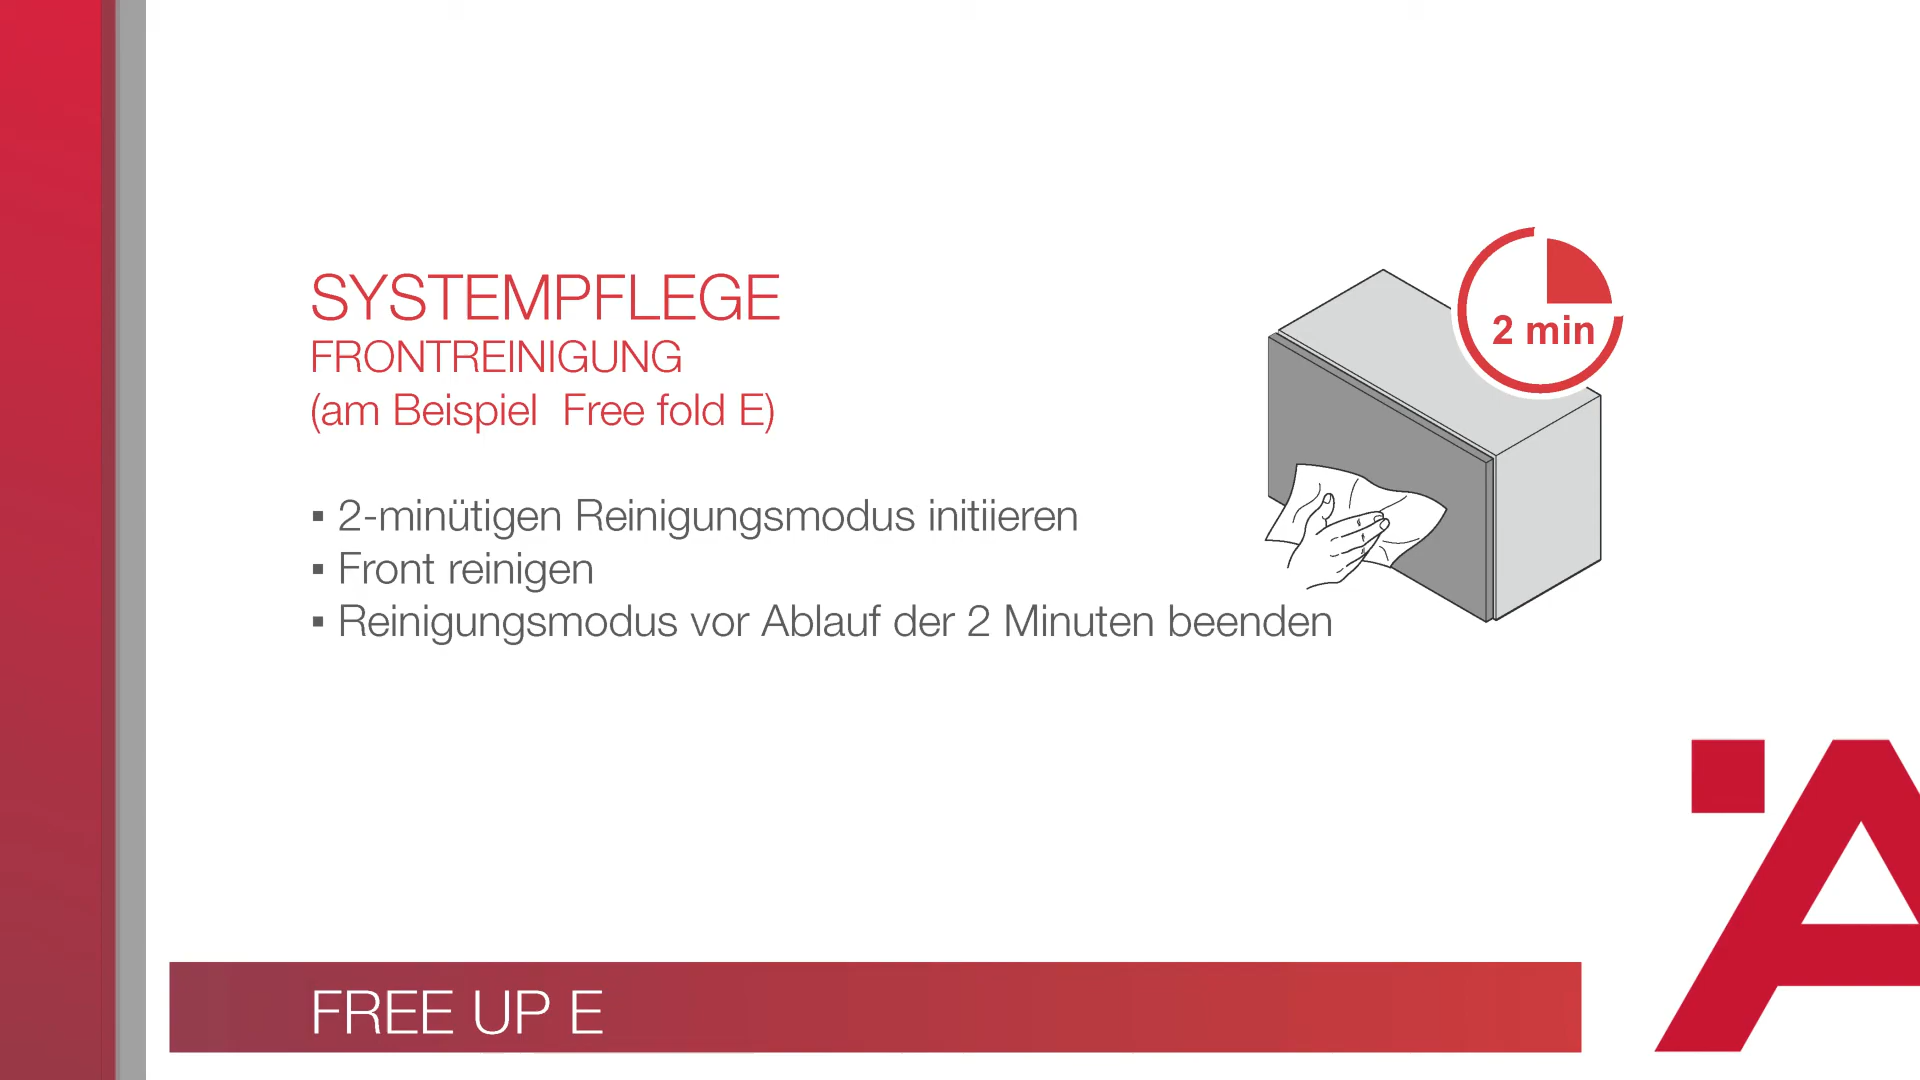 SYSTEMPFLEGE
FRONTREINIGUNG
(am Beispiel  Free fold E)
▪ 2-minütigen Reinigungsmodus initiieren
▪ Front reinigen
▪ Reinigungsmodus vor Ablauf der 2 Minuten beenden
2 min
FREE UP E